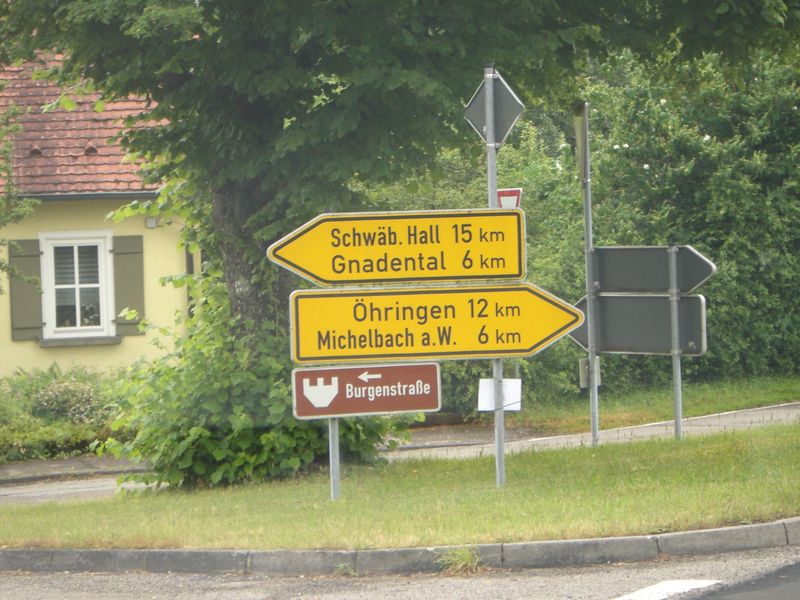 Schwäb. Hall 15 km
Gnadental 6 km
Öhringen 12 km
Michelbach a.W. 6 km
Burgenstraße